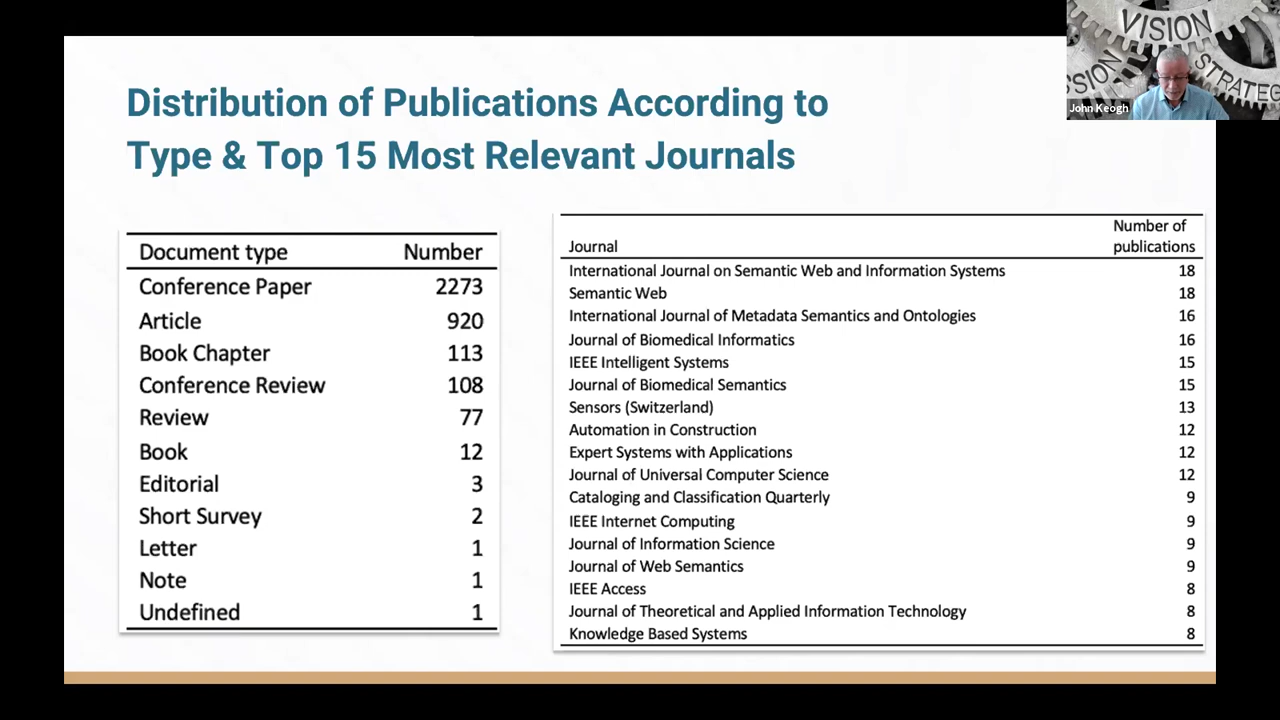 VISION
STRATEG
John Keogh
Distribution of Publications According to
Type & Top 15 Most Relevant Journals
Document type Number
Conference Paper 2273
Article 920
Book Chapter 113
Conference Review 108
Review 77
Book 12
Editorial 3
Short Survey 2
Letter 1
Note 1
Undefined 1
Number of
Journal publications
International Journal on Semantic Web and Information Systems 18
Semantic Web 18
International Journal of Metadata Semantics and Ontologies 16
Journal of Biomedical Informatics 16
IEEE Intelligent Systems 15
Journal of Biomedical Semantics 15
Sensors (Switzerland) 13
Automation in Construction 12
Expert Systems with Applications 12
Journal of Universal Computer Science 12
Cataloging and Classification Quarterly 9
IEEE Internet Computing 9
Journal of Information Science 9
Journal of Web Semantics 9
IEEE Access 8
Journal of Theoretical and Applied Information Technology 8
Knowledge Based Systems 8